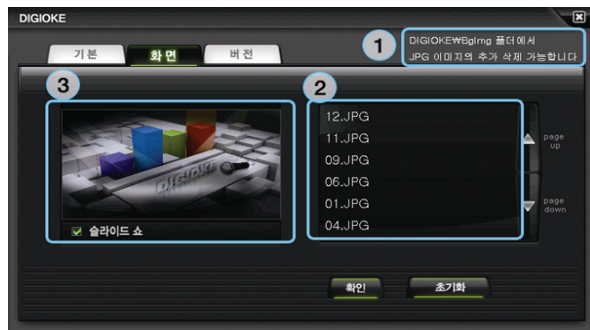 DIGIOKE
DIGIOKE₩BgImg 폴더에서
JPG 이미지의 추가 삭제 가능합니다
1
기본
화면
버전
3
2
DIGIOKE
슬라이드 쇼
12.JPG
11.JPG
09.JPG
06.JPG
01.JPG
04.JPG
page
up
page
down
확인
초기화